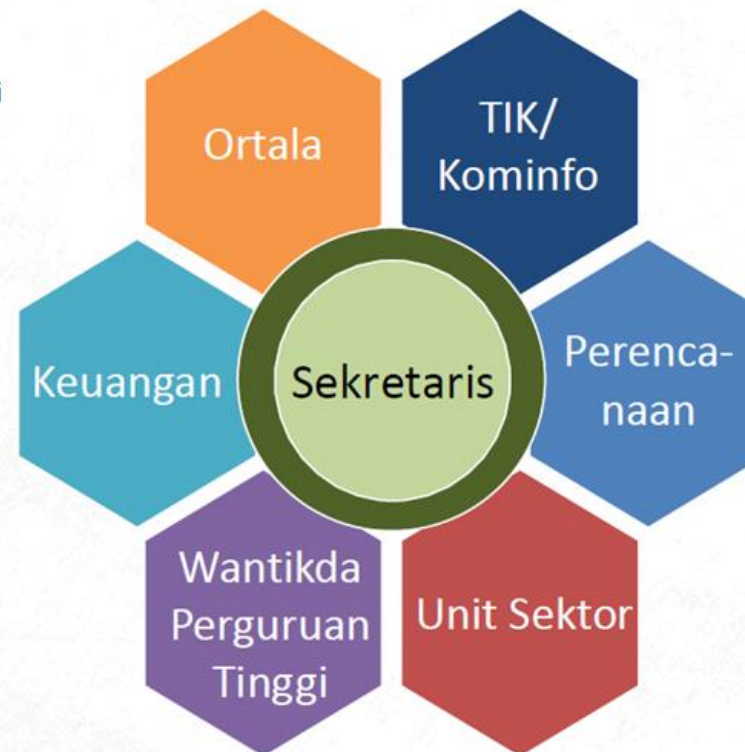 i
Ortala
TIK/
Kominfo
Keuangan
Sekretaris
Perenca-
naan
Wantikda
Perguruan
Tinggi
Unit Sektor